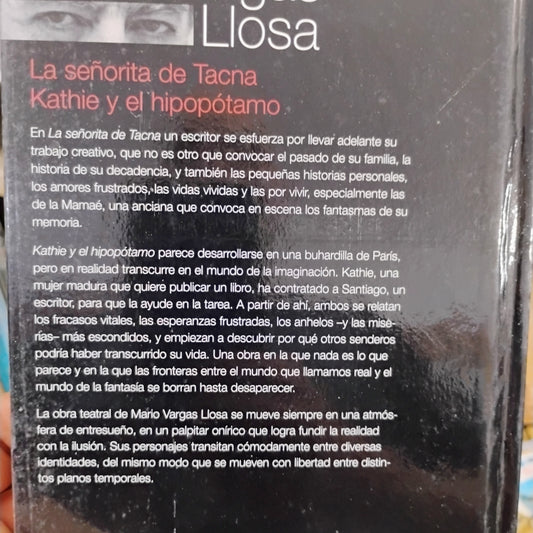 Llosa
La señorita de Tacna
Kathie y el hipopótamo
En La señorita de Tacna un escritor se esfuerza por llevar adelante su
trabajo creativo, que no es otro que convocar el pasado de su familia, la
historia de su decadencia, y también las pequeñas historias personales,
los amores frustrados, las vidas vividas y las por vivir, especialmente las
de la Mamaé, una anciana que convoca en escena los fantasmas de su
memoria.
Kathie y el hipopótamo parece desarrollarse en una buhardilla de París,
pero en realidad transcurre en el mundo de la imaginación. Kathie, una
mujer madura que quiere publicar un libro, ha contratado a Santiago, un
escritor, para que la ayude en la tarea. A partir de ahí, ambos se relatan
los fracasos vitales, las esperanzas frustradas, los anhelos –y las mise-
rias– más escondidos, y empiezan a descubrir por qué otros senderos
podría haber transcurrido su vida. Una obra en la que nada es lo que
parece y en la que las fronteras entre el mundo que llamamos real y el
mundo de la fantasía se borran hasta desaparecer.
La obra teatral de Mario Vargas Llosa se mueve siempre en una atmós-
fera de entresueño, en un palpitar onírico que logra fundir la realidad
con la ilusión. Sus personajes transitan cómodamente entre diversas
identidades, del mismo modo que se mueven con libertad entre distin-
tos planos temporales.